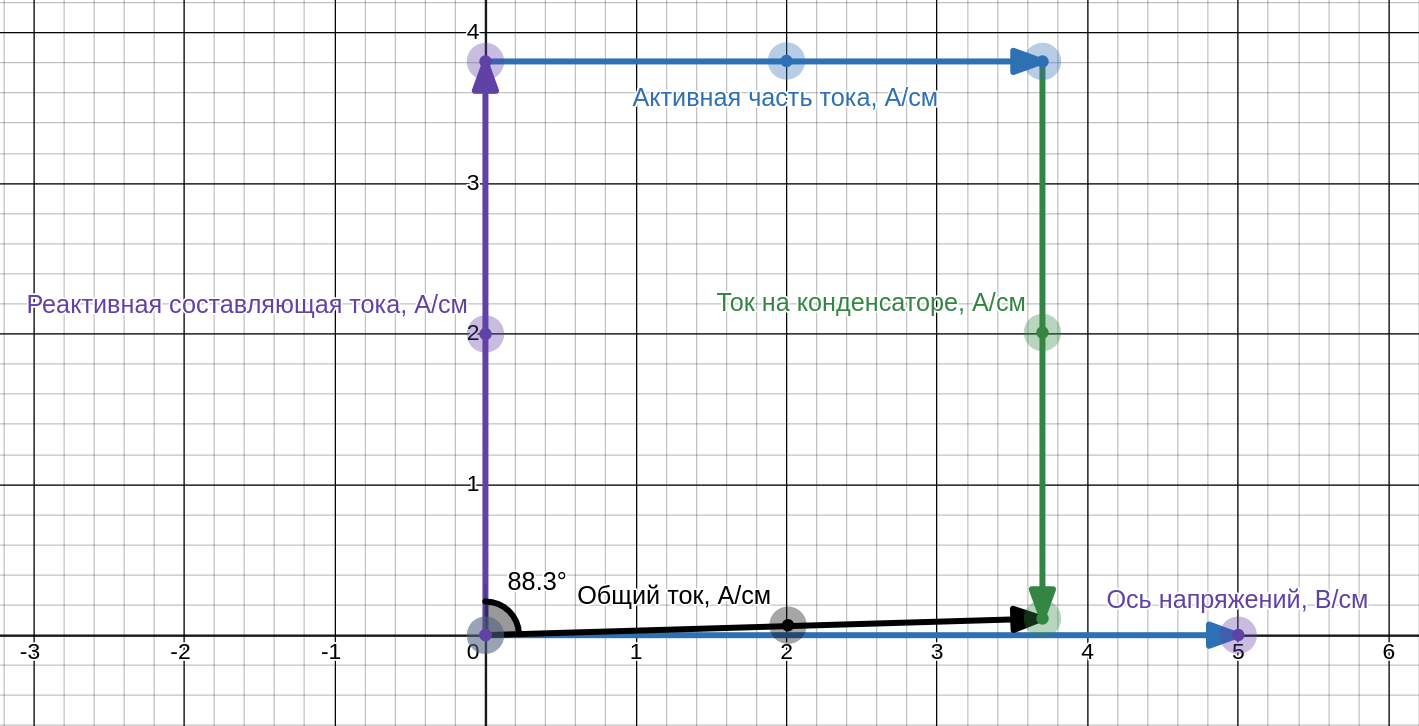 4
Активная часть тока, А/см
3
Реактивная составляющая тока, А/см
Ток на конденсаторе, А/см
2
1
88.3°
Общий ток, А/см
Ось напряжений, В/см
-3 -2 -1 0 1 2 3 4 5 6